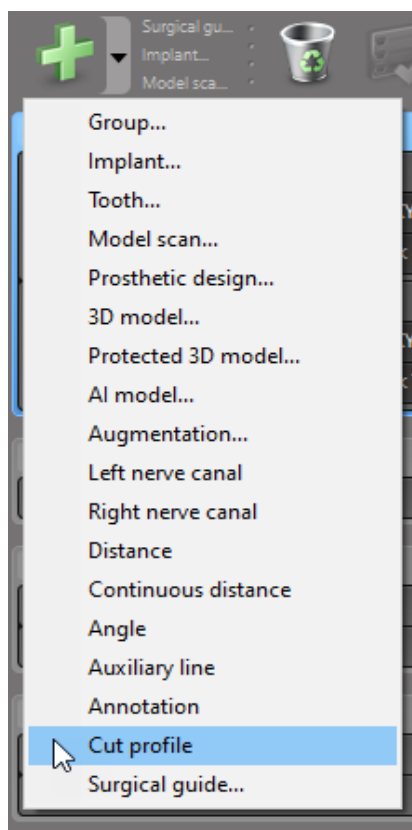 Surgical gu...
Implant...
Model sca...
Group...
Implant...
Tooth...
Model scan...
Prosthetic design...
3D model...
Protected 3D model...
AI model...
Augmentation...
Left nerve canal
Right nerve canal
Distance
Continuous distance
Angle
Auxiliary line
Annotation
Cut profile
Surgical guide...